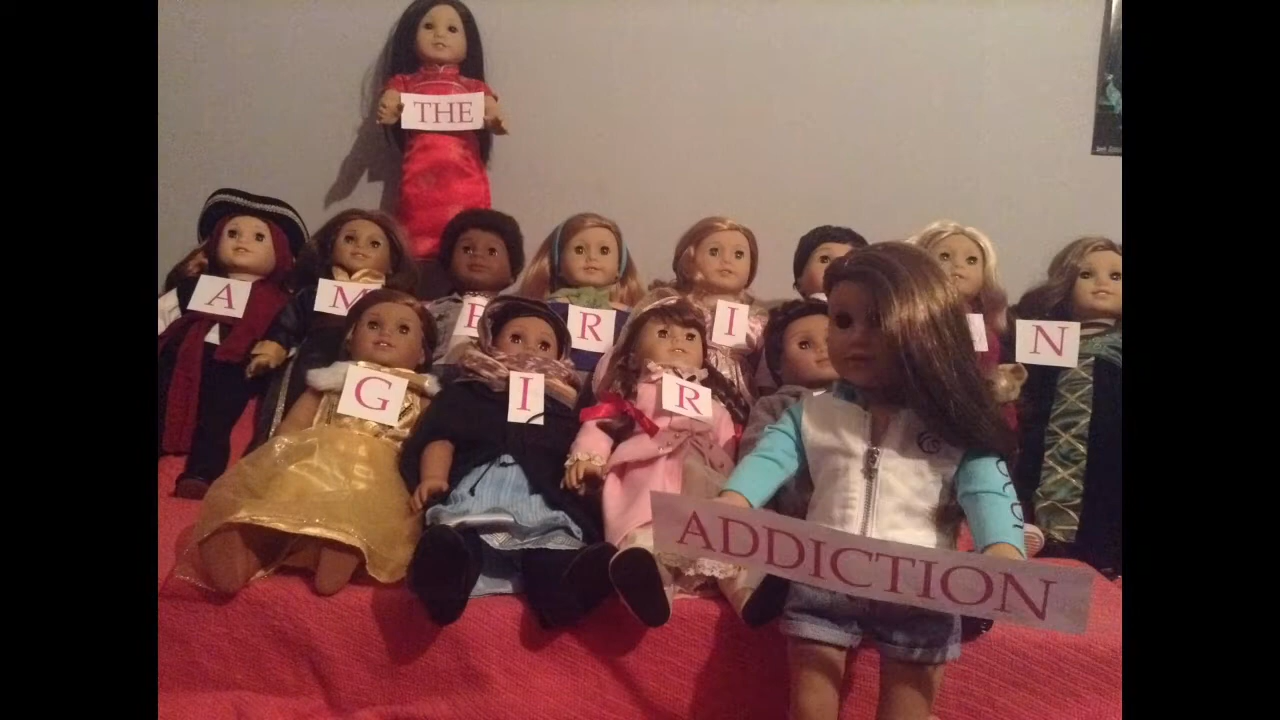 THE
A M E R I N
G I R
ADDICTION